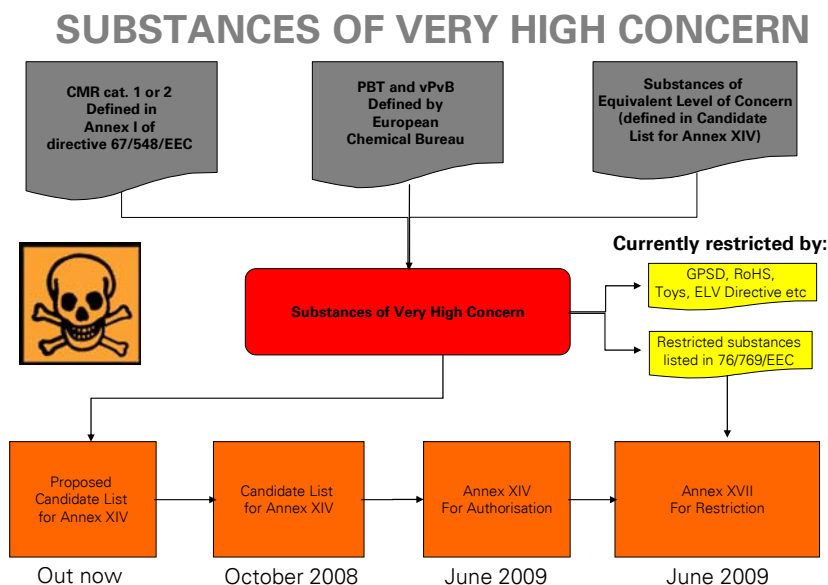 SUBSTANCES OF VERY HIGH CONCERN
CMR cat. 1 or 2
Defined in
Annex I of
directive 67/548/EEC
PBT and vPvB
Defined by
European
Chemical Bureau
Substances of
Equivalent Level of Concern
(defined in Candidate
List for Annex XIV)
Currently restricted by:
GPSD, RoHS,
Toys, ELV Directive etc
Substances of Very High Concern
Restricted substances
listed in 76/769/EEC
Proposed
Candidate List
for Annex XIV
Candidate List
for Annex XIV
Annex XIV
For Authorisation
Annex XVII
For Restriction
Out now
October 2008
June 2009
June 2009